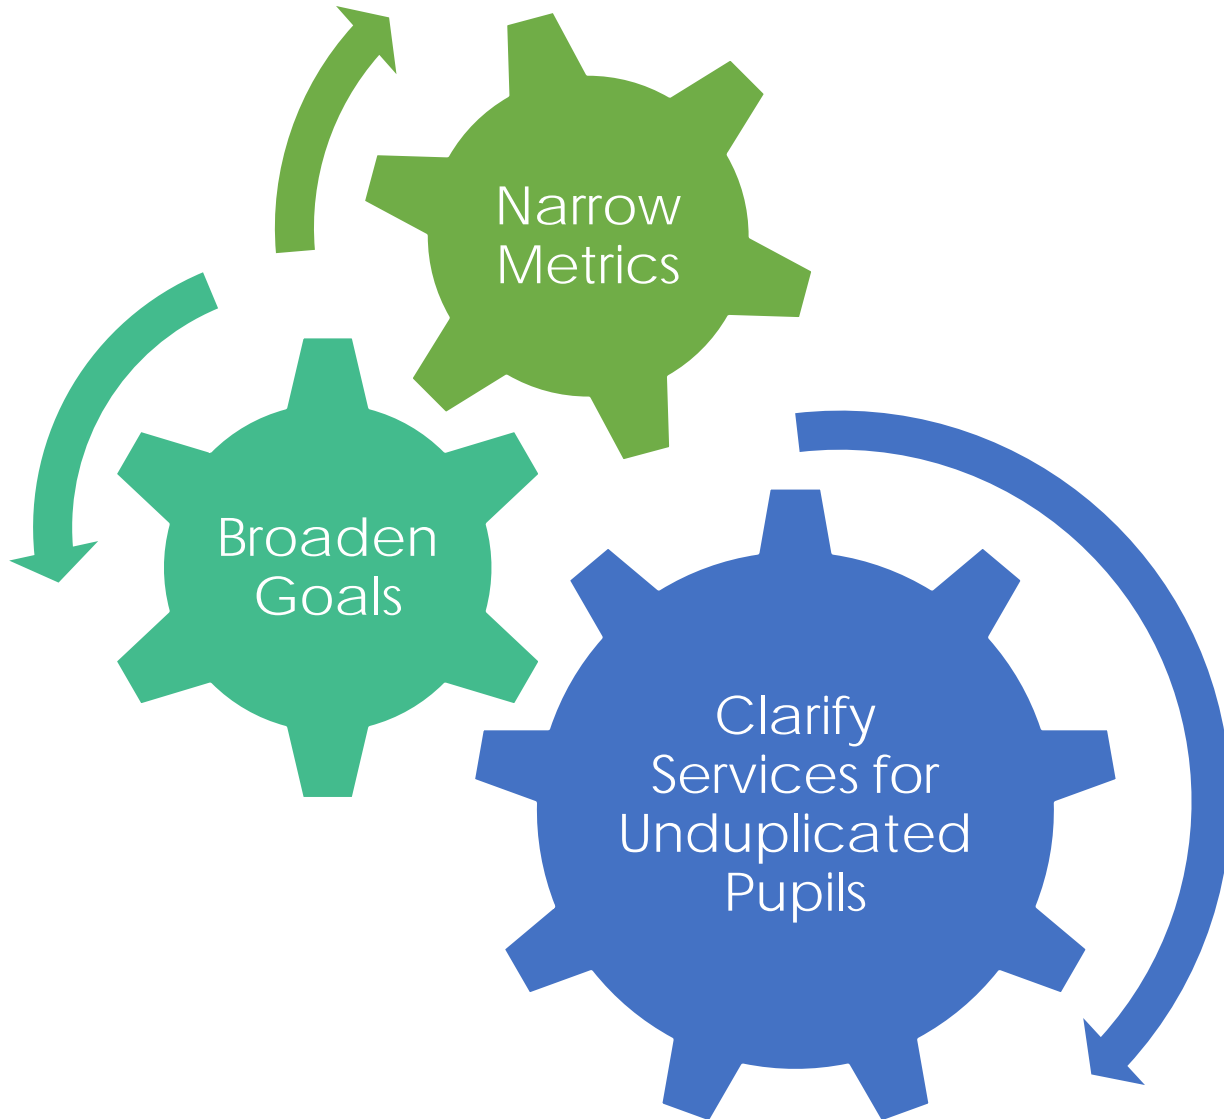 Narrow
Metrics
Broaden
Goals
Clarify
Services for
Unduplicated
Pupils